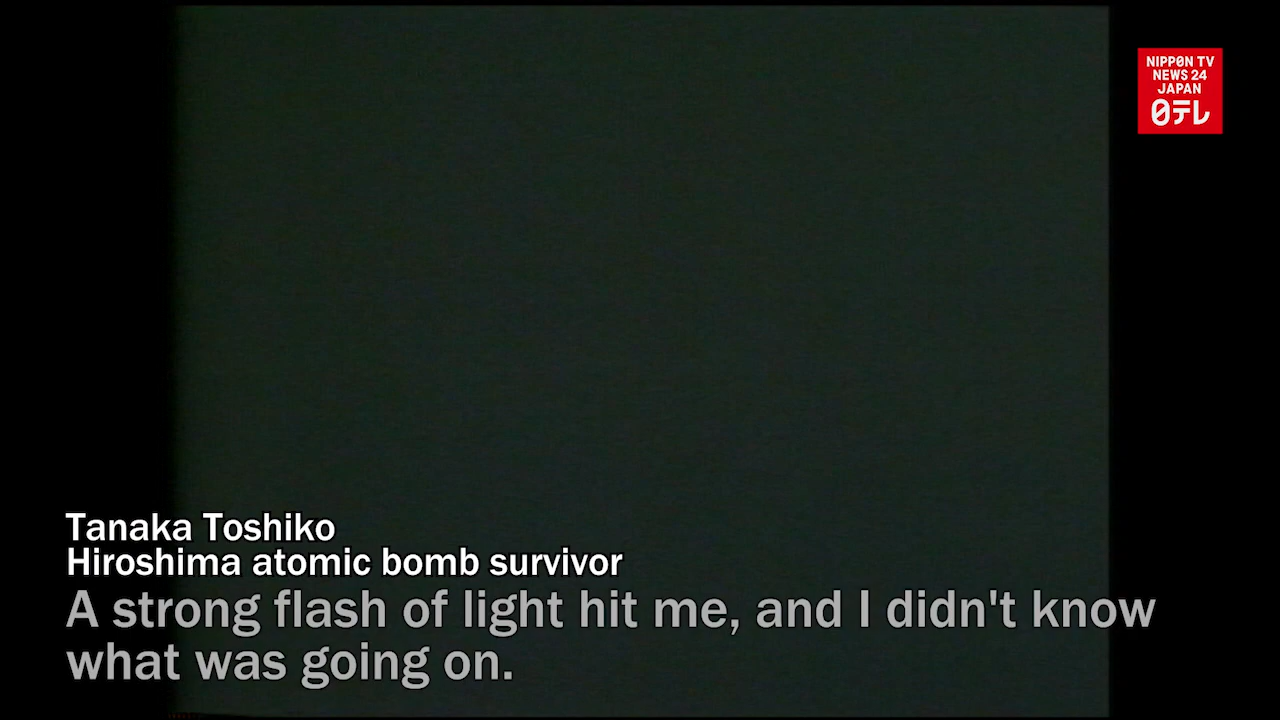 NIPPON TV
NEWS 24
JAPAN
日テレ
Tanaka Toshiko
Hiroshima atomic bomb survivor
A strong flash of light hit me, and I didn't know
what was going on.